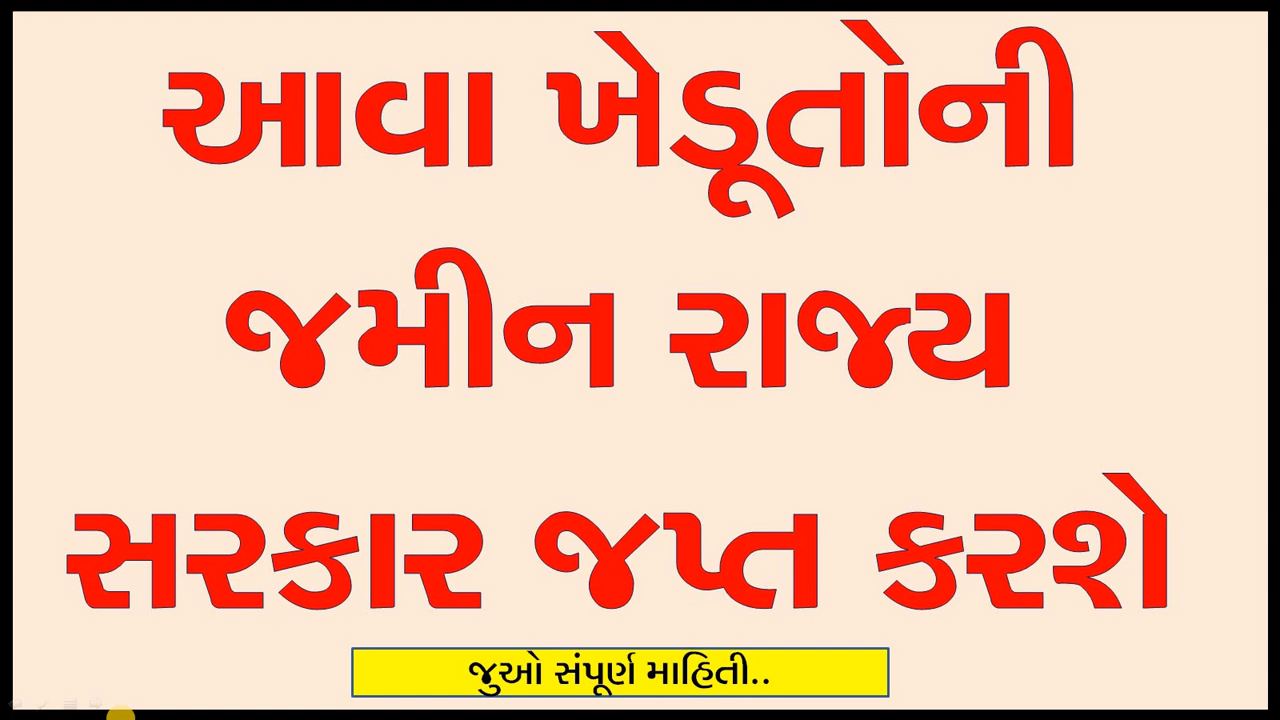 આવા ખેડૂતોની
જમીન રાજ્ય
સરકાર જપ્ત કરશે
જુઓ સંપૂર્ણ માહિતી..